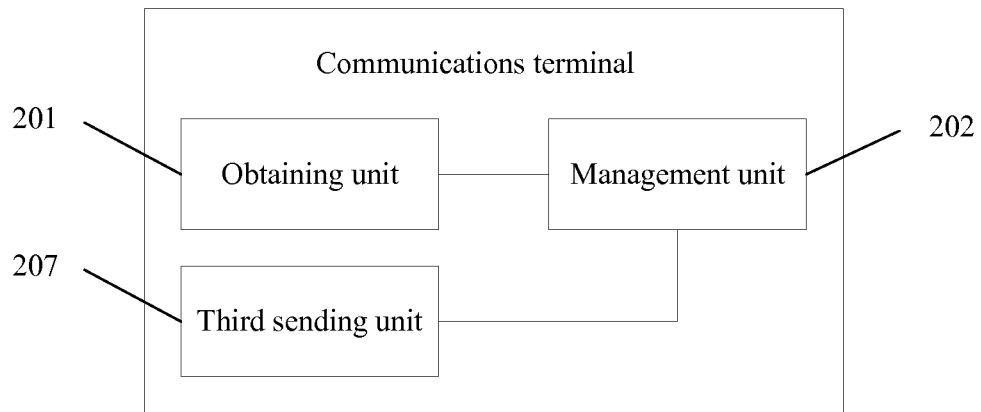 Communications terminal
201
Obtaining unit
Management unit
202
207
Third sending unit